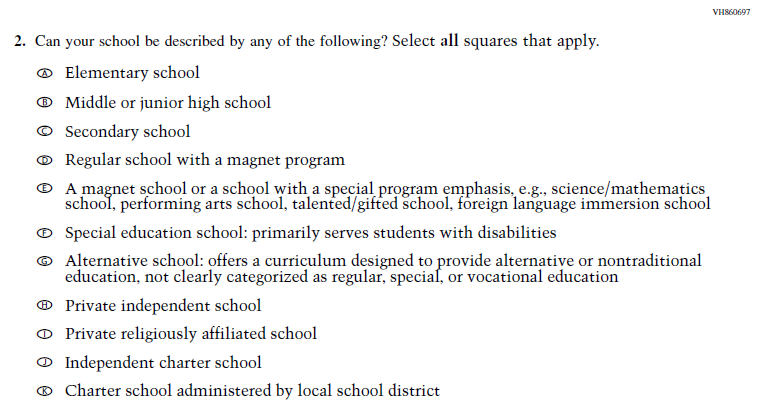 VH860697
2. Can your school be described by any of the following? Select all squares that apply.
A Elementary school
B Middle or junior high school
C Secondary school
D Regular school with a magnet program
E A magnet school or a school with a special program emphasis, e.g., science/mathematics
school, performing arts school, talented/gifted school, foreign language immersion school
F Special education school: primarily serves students with disabilities
G Alternative school: offers a curriculum designed to provide alternative or nontraditional
education, not clearly categorized as regular, special, or vocational education
H Private independent school
I Private religiously affiliated school
J Independent charter school
K Charter school administered by local school district